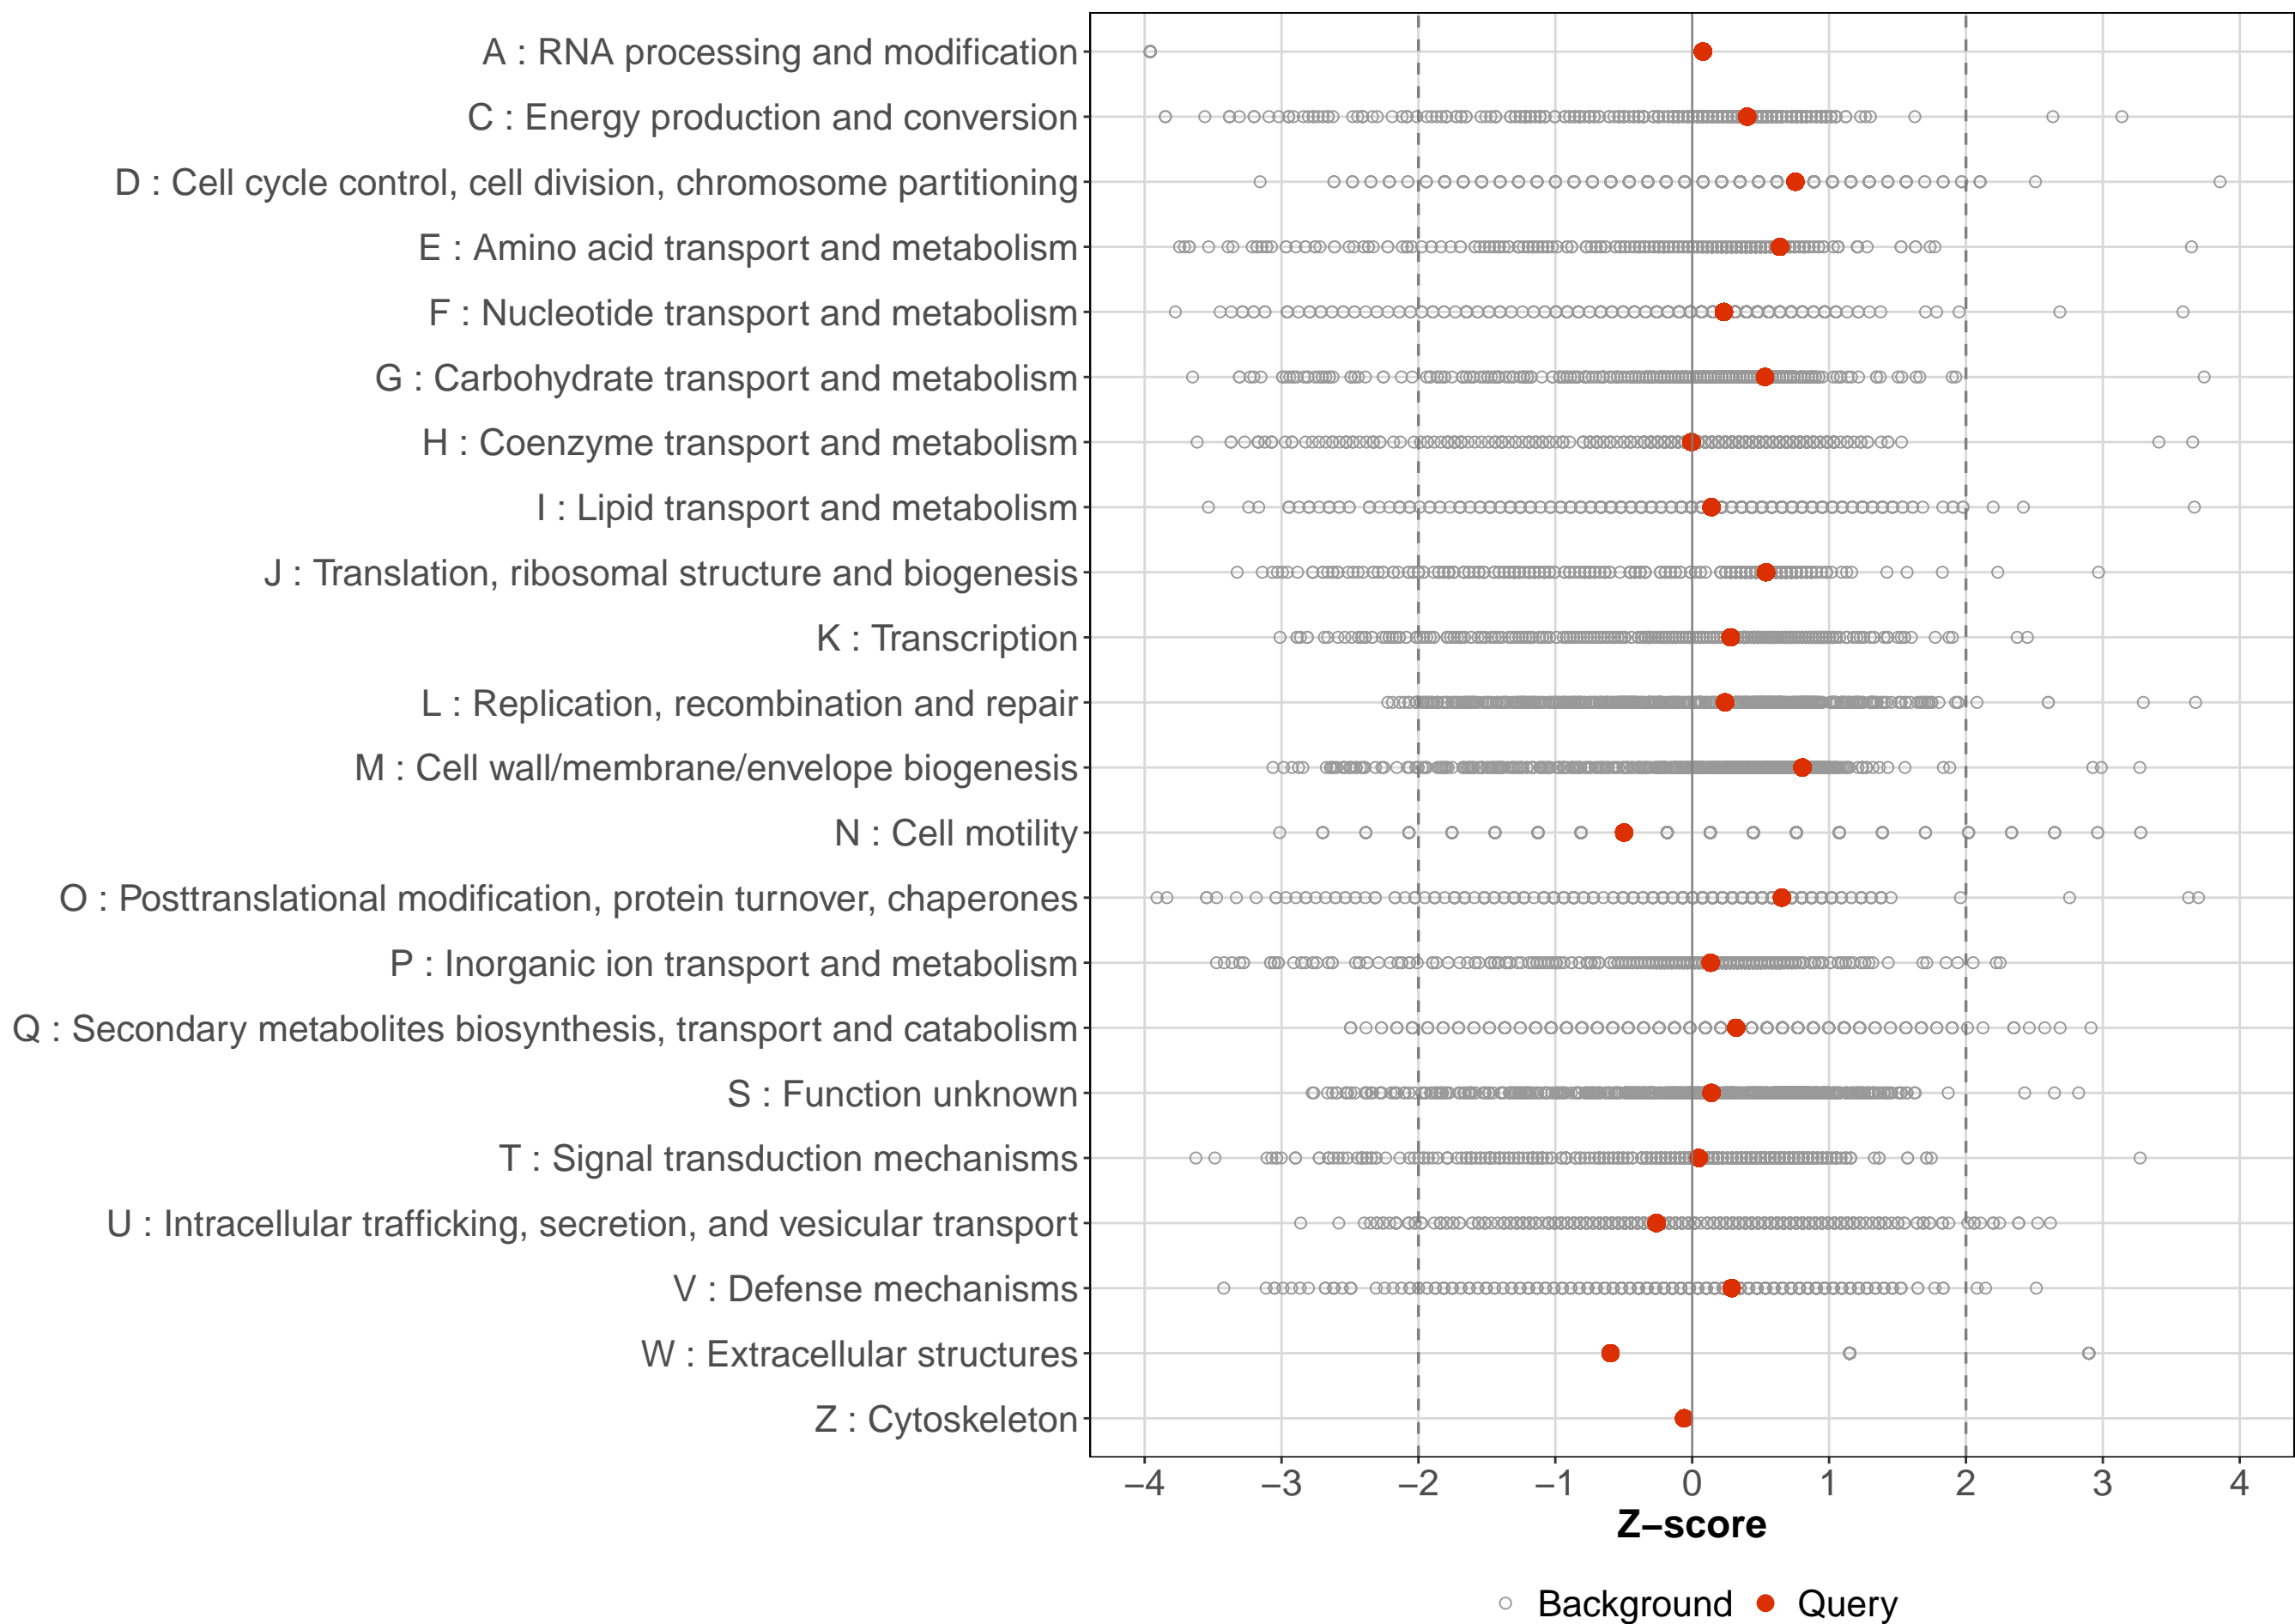 A : RNA processing and modification
C : Energy production and conversion
D : Cell cycle control, cell division, chromosome partitioning
E : Amino acid transport and metabolism
F : Nucleotide transport and metabolism
G : Carbohydrate transport and metabolism
H : Coenzyme transport and metabolism
I : Lipid transport and metabolism
J : Translation, ribosomal structure and biogenesis
K : Transcription
L : Replication, recombination and repair
M : Cell wall/membrane/envelope biogenesis
N : Cell motility
O : Posttranslational modification, protein turnover, chaperones
P : Inorganic ion transport and metabolism
Q : Secondary metabolites biosynthesis, transport and catabolism
S : Function unknown
T : Signal transduction mechanisms
U : Intracellular trafficking, secretion, and vesicular transport
V : Defense mechanisms
W : Extracellular structures
Z : Cytoskeleton
−4 −3 −2 −1 0 1 2 3 4
Z−score
Background Query